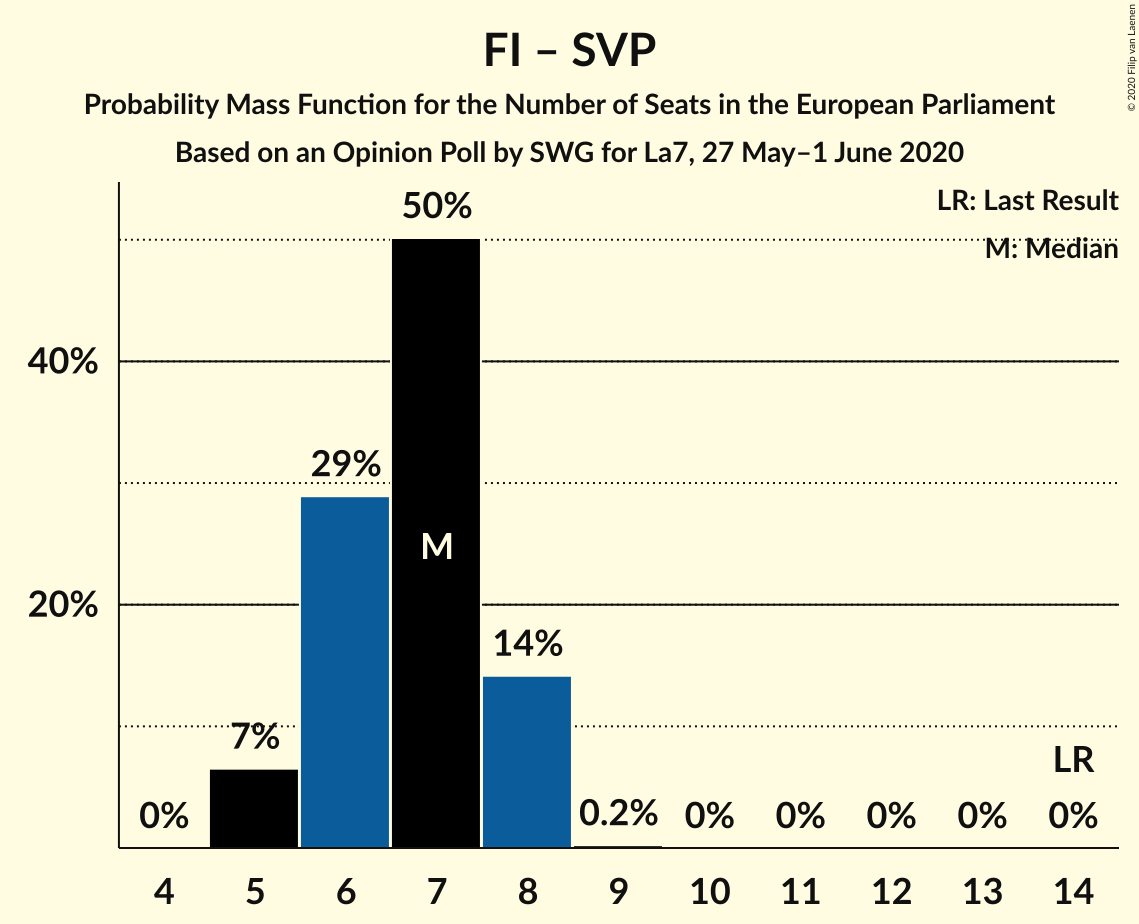 FI – SVP
Probability Mass Function for the Number of Seats in the European Parliament
Based on an Opinion Poll by SWG for La7, 27 May–1 June 2020
© 2020 Filip van Laenen
LR: Last Result
M: Median
50%
40%
29%
M
20%
14%
7%
LR
0%
0.2%
0%
0%
0%
0%
0%
4 5 6 7 8 9 10 11 12 13 14